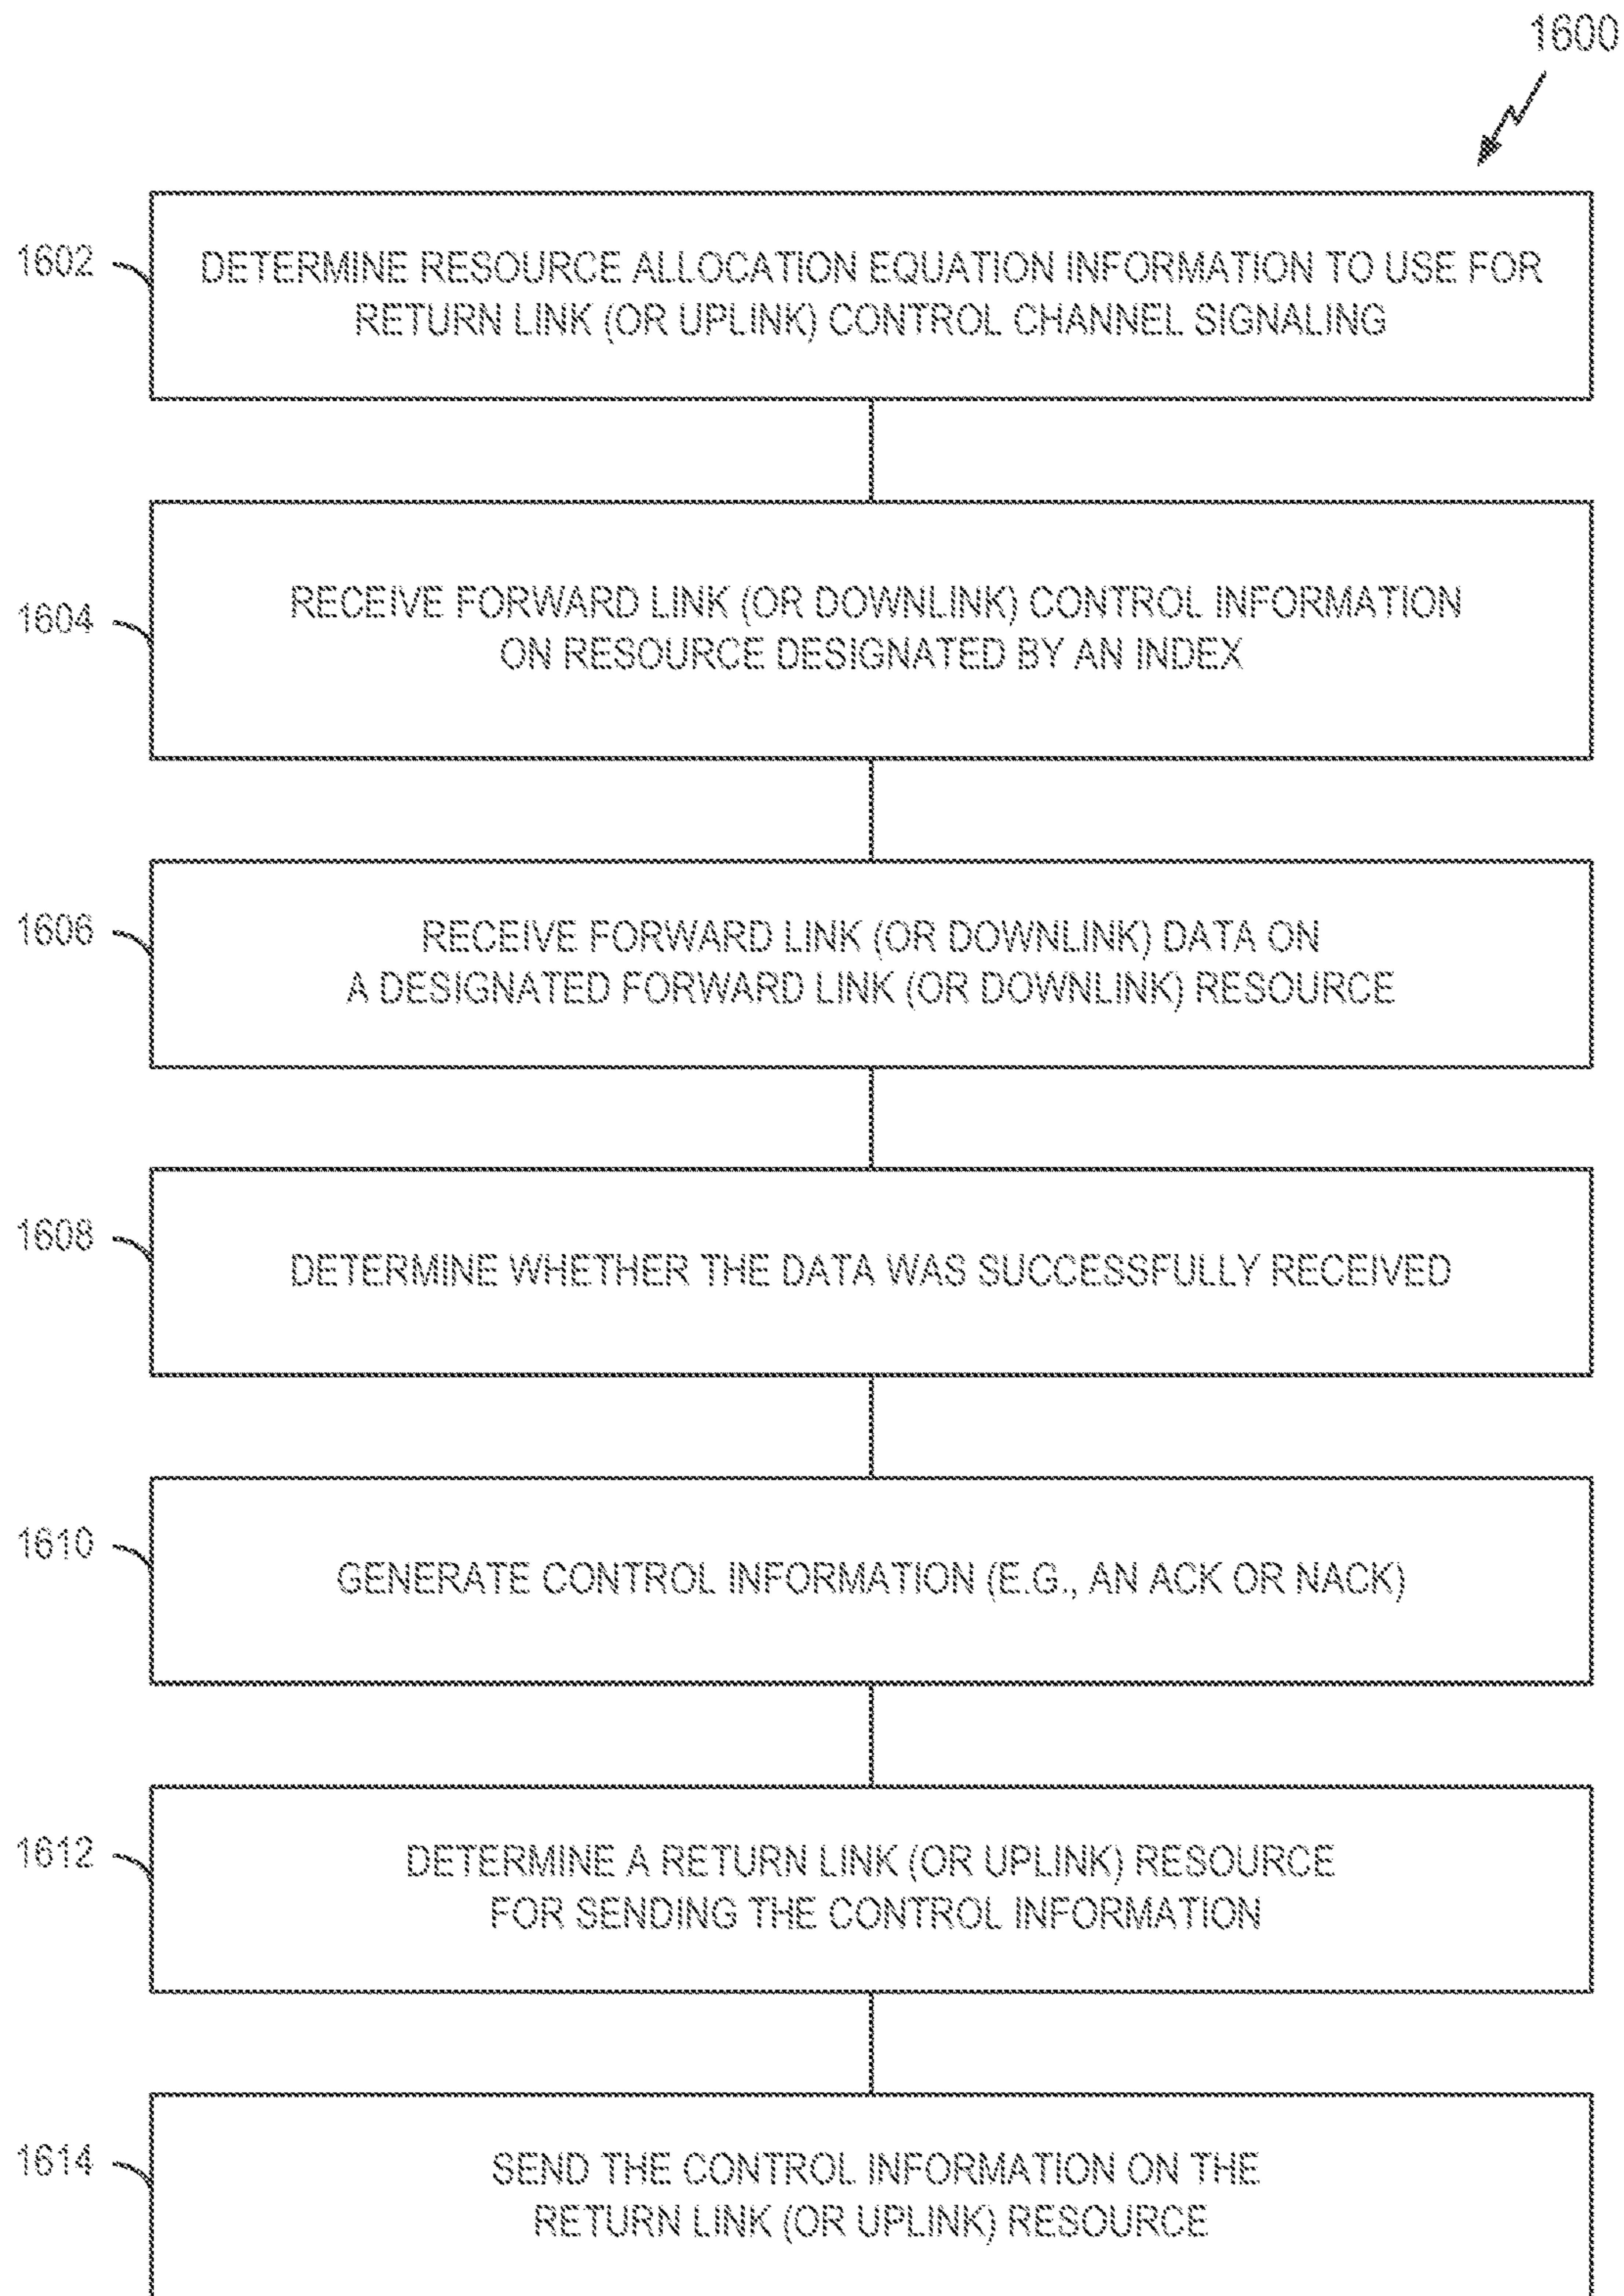 1600
1602
DETERMINE RESOURCE ALLOCATION EQUATION INFORMATION TO USE FOR
RETURN LINK (OR UPLINK) CONTROL CHANNEL SIGNALING
1604
RECEIVE FORWARD LINK (OR DOWNLINK) CONTROL INFORMATION
ON RESOURCE DESIGNATED BY AN INDEX
1606
RECEIVE FORWARD LINK (OR DOWNLINK) DATA ON
A DESIGNATED FORWARD LINK (OR DOWNLINK) RESOURCE
1608
DETERMINE WHETHER THE DATA WAS SUCCESSFULLY RECEIVED
1610
GENERATE CONTROL INFORMATION (E.G., AN ACK OR NACK)
1612
DETERMINE A RETURN LINK (OR UPLINK) RESOURCE
FOR SENDING THE CONTROL INFORMATION
1614
SEND THE CONTROL INFORMATION ON THE
RETURN LINK (OR UPLINK) RESOURCE